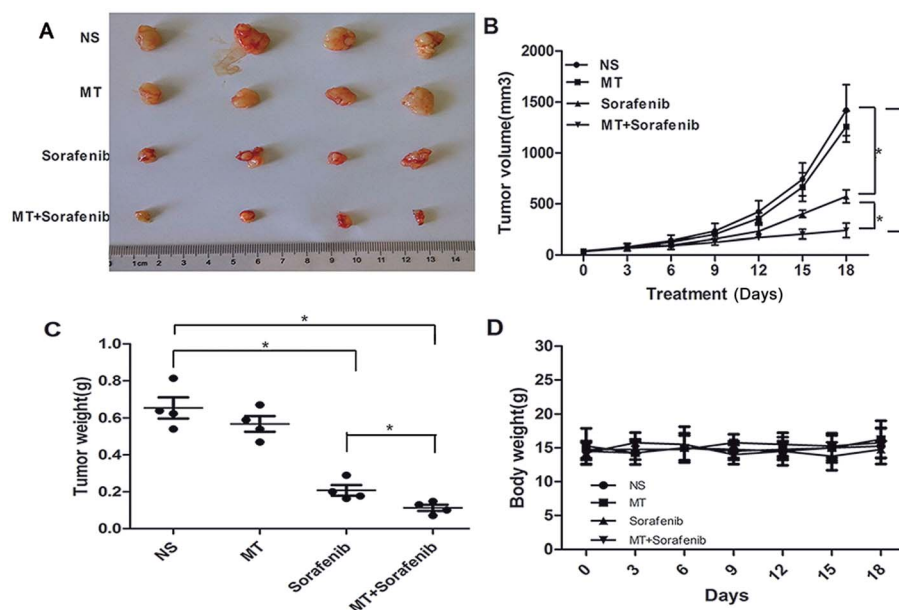 A
NS
MT
Sorafenib
MT+Sorafenib
0 1cm 2 3 4 5 6 7 8 9 10 11 12 13 14
B
2000
1500
1000
500
0
Tumor volume(mm3)
NS
MT
Sorafenib
MT+Sorafenib
*
*
0 3 6 9 12 15 18
Treatment (Days)
C
1.0
0.8
0.6
0.4
0.2
0.0
Tumor weight(g)
*
*
*
NS
MT
Sorafenib
MT+Sorafenib
D
30
25
20
15
10
5
0
Body weight(g)
NS
MT
Sorafenib
MT+Sorafenib
0 3 6 9 12 15 18
Days